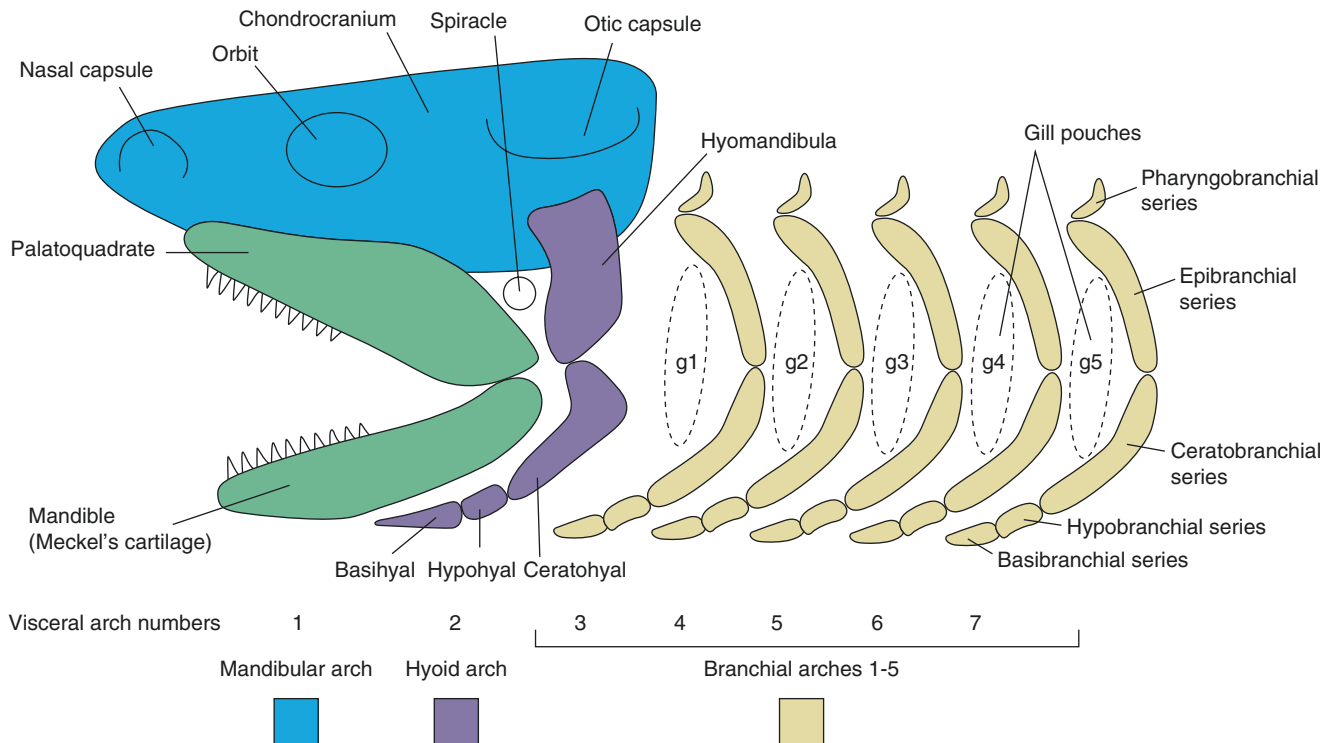 Chondrocranium
Spiracle
Otic capsule
Orbit
Nasal capsule
Hyomandibula
Gill pouches
Pharyngobranchial
series
Palatoquadrate
Epibranchial
series
g1
g2
g3
g4
g5
Ceratobranchial
series
Mandible
(Meckel's cartilage)
Hypobranchial series
Basibranchial series
Basihyal
Hypohyal
Ceratohyal
Visceral arch numbers 1 2 3 4 5 6 7
Mandibular arch
Hyoid arch
Branchial arches 1-5